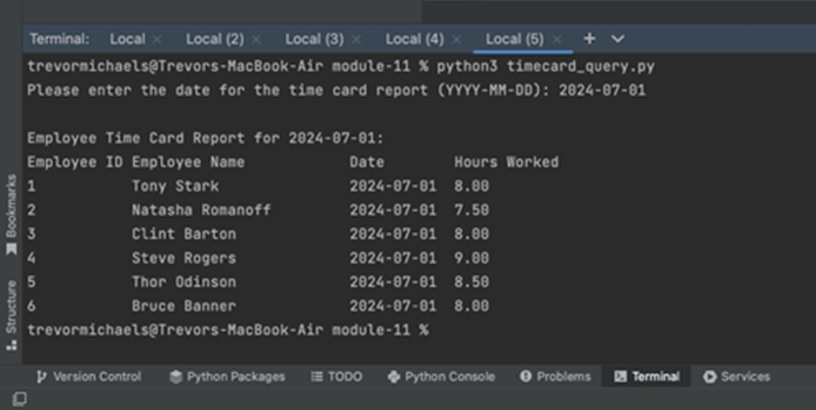 Terminal: Local × Local (2) × Local (3) × Local (4) × Local (5) × +
trevormichaels@Trevors-MacBook-Air module-11 % python3 timecard_query.py
Please enter the date for the time card report (YYYY-MM-DD): 2024-07-01
Employee Time Card Report for 2024-07-01:
Employee ID Employee Name Date Hours Worked
1 Tony Stark 2024-07-01 8.00
2 Natasha Romanoff 2024-07-01 7.50
3 Clint Barton 2024-07-01 8.00
4 Steve Rogers 2024-07-01 9.00
5 Thor Odinson 2024-07-01 8.50
6 Bruce Banner 2024-07-01 8.00
trevormichaels@Trevors-MacBook-Air module-11 %
Bookmarks
Structure
Version Control Python Packages TODO Python Console Problems Terminal Services